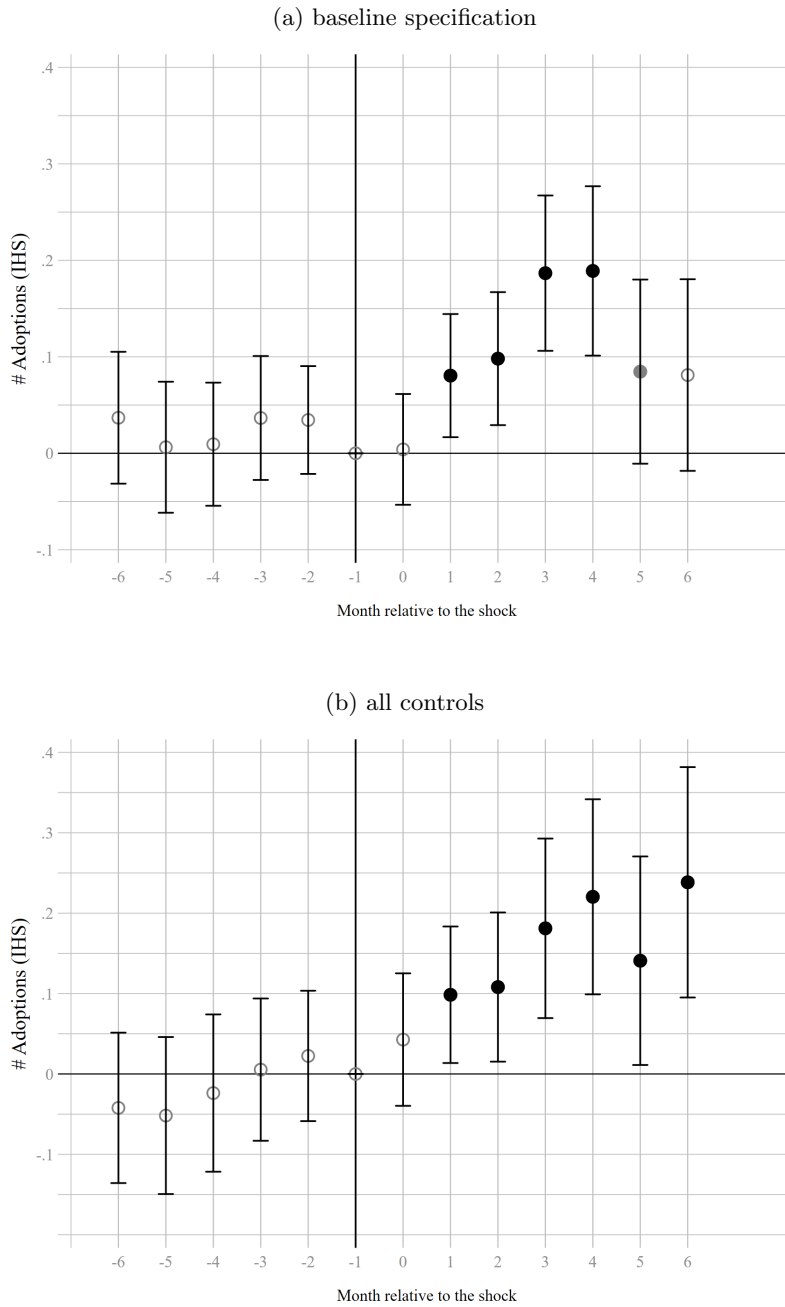 (a) baseline specification
.4
.3
.2
.1
0
-.1
# Adoptions (IHS)
-6 -5 -4 -3 -2 -1 0 1 2 3 4 5 6
Month relative to the shock
(b) all controls
.4
.3
.2
.1
0
-.1
# Adoptions (IHS)
-6 -5 -4 -3 -2 -1 0 1 2 3 4 5 6
Month relative to the shock